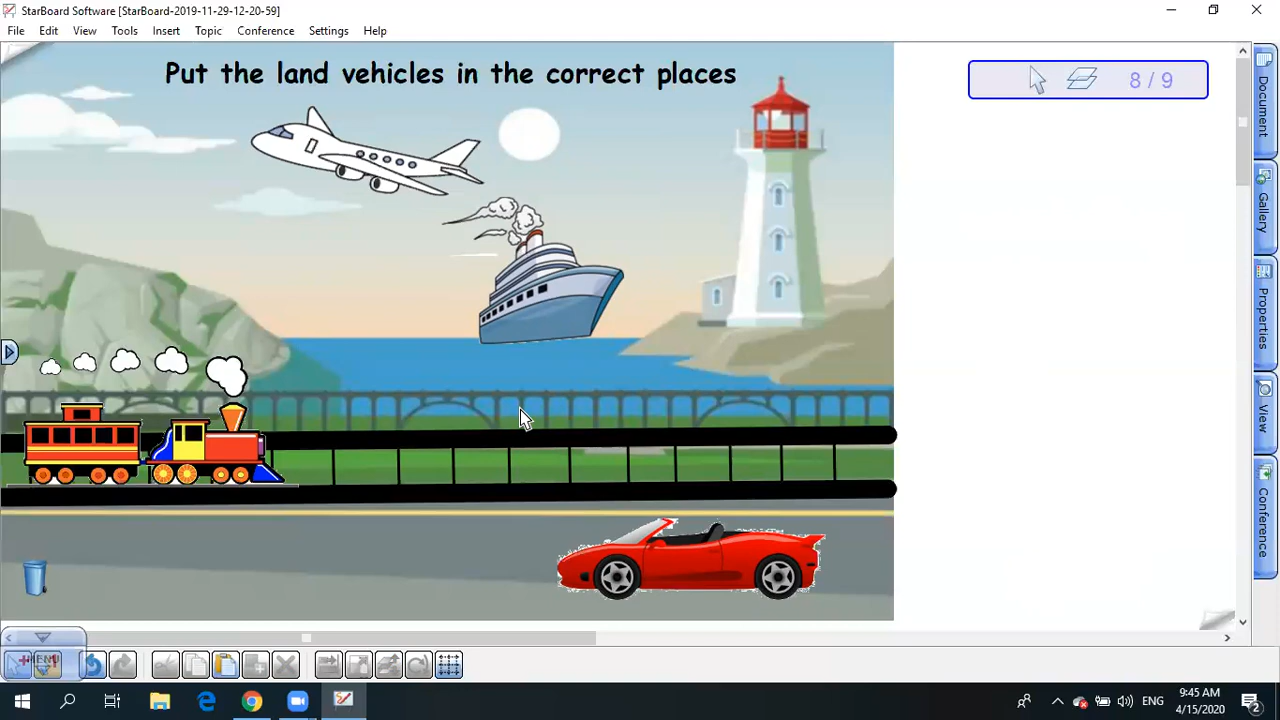 StarBoard Software [StarBoard-2019-11-29-12-20-59]
File Edit View Tools Insert Topic Conference Settings Help
Put the land vehicles in the correct places
8 / 9
Document
Gallery
Properties
View
Conference
MENU
ENG
9:45 AM
4/15/2020
2